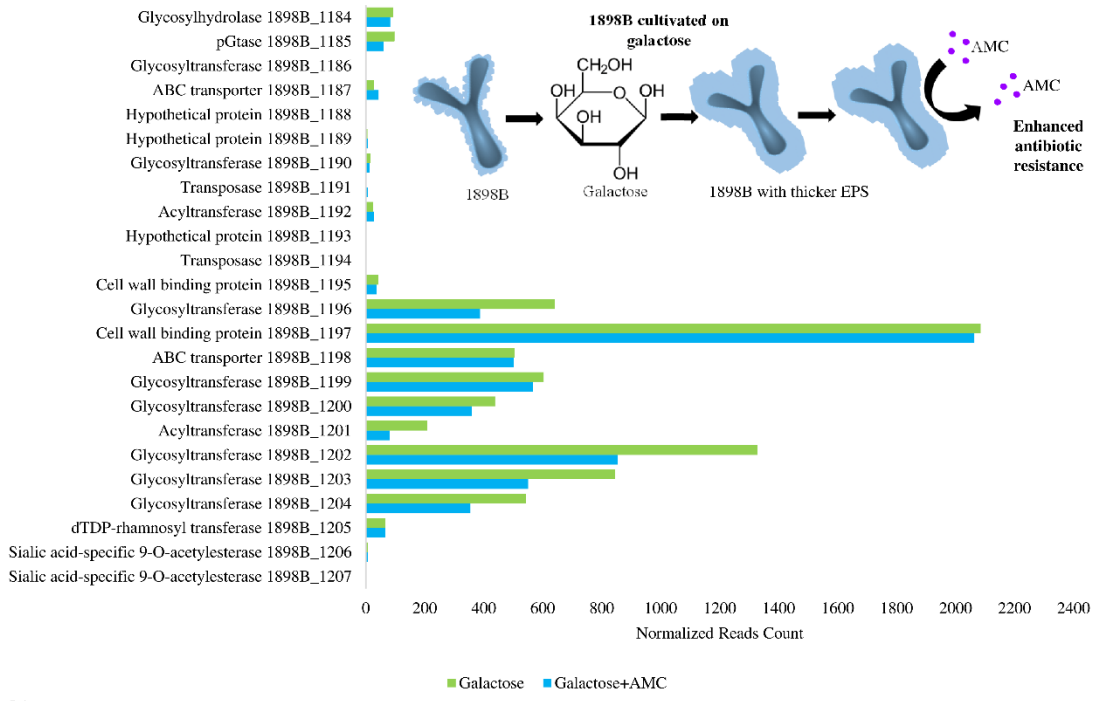 Glycosylhydrolase 1898B_1184
pGtase 1898B_1185
Glycosyltransferase 1898B_1186
ABC transporter 1898B_1187
Hypothetical protein 1898B_1188
Hypothetical protein 1898B_1189
Glycosyltransferase 1898B_1190
Transposase 1898B_1191
Acyltransferase 1898B_1192
Hypothetical protein 1898B_1193
Transposase 1898B_1194
Cell wall binding protein 1898B_1195
Glycosyltransferase 1898B_1196
Cell wall binding protein 1898B_1197
ABC transporter 1898B_1198
Glycosyltransferase 1898B_1199
Glycosyltransferase 1898B_1200
Acyltransferase 1898B_1201
Glycosyltransferase 1898B_1202
Glycosyltransferase 1898B_1203
Glycosyltransferase 1898B_1204
dTDP-rhamnosyl transferase 1898B_1205
Sialic acid-specific 9-O-acetylesterase 1898B_1206
Sialic acid-specific 9-O-acetylesterase 1898B_1207
0 200 400 600 800 1000 1200 1400 1600 1800 2000 2200 2400
Normalized Reads Count
Galactose Galactose+AMC
1898B cultivated on
galactose
CH₂OH
OH
O
OH
OH
OH
1898B
Galactose
1898B with thicker EPS
AMC
AMC
Enhanced
antibiotic
resistance